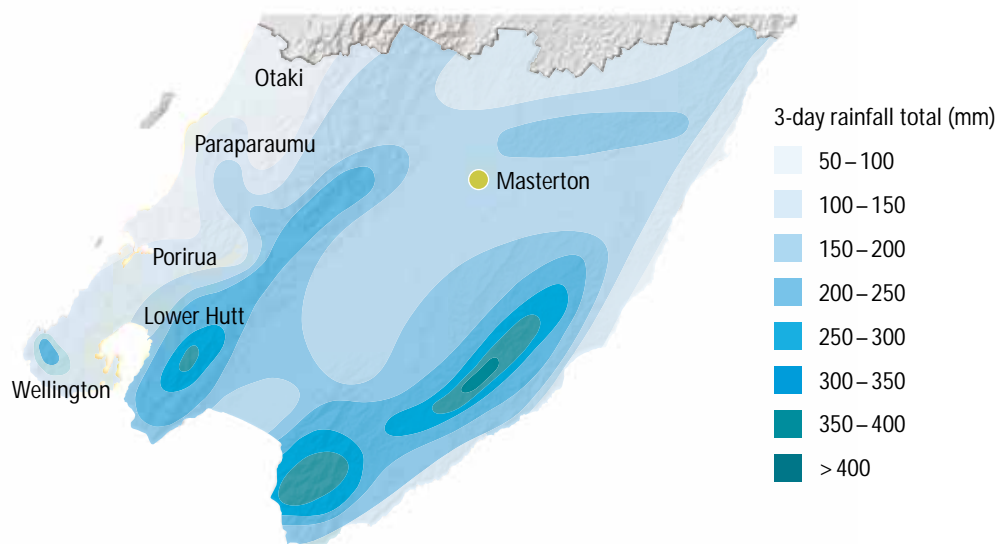 Otaki
Paraparaumu
Masterton
Porirua
Lower Hutt
Wellington
3-day rainfall total (mm)
50–100
100–150
150–200
200–250
250–300
300–350
350–400
>400